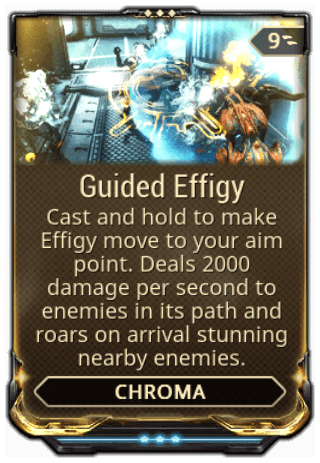 9
Guided Effigy
Cast and hold to make
Effigy move to your aim
point. Deals 2000
damage per second to
enemies in its path and
roars on arrival stunning
nearby enemies.
CHROMA